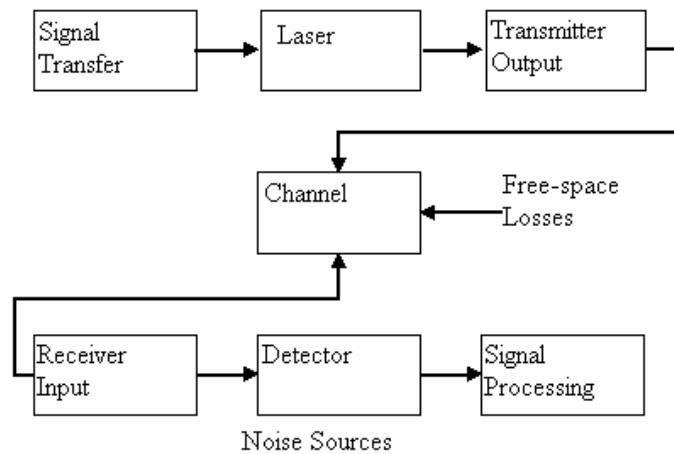 Signal
Transfer
Laser
Transmitter
Output
Channel
Free-space
Losses
Receiver
Input
Detector
Signal
Processing
Noise Sources